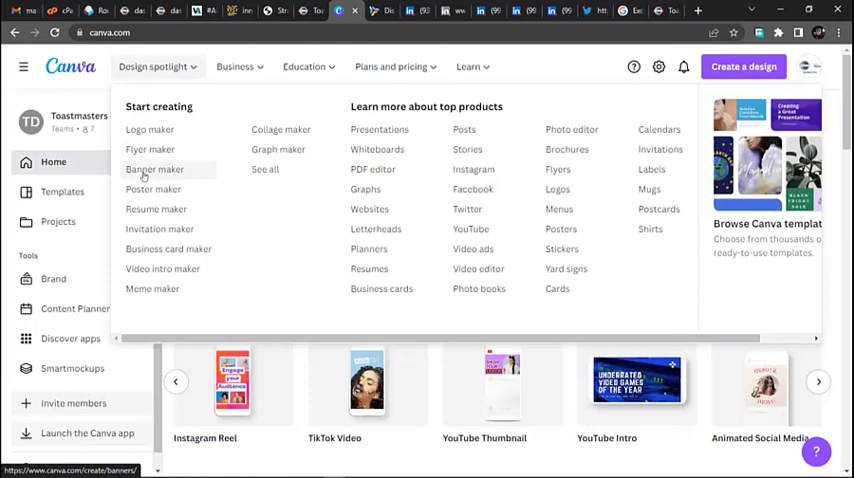 canva.com
Canva
Design spotlight
Business
Education
Plans and pricing
Learn
Create a design
TD
Toastmasters
Teams • 7
Home
Templates
Projects
Tools
Brand
Content Planner
Discover apps
Smartmockups
Invite members
Launch the Canva app
Start creating
Logo maker
Flyer maker
Banner maker
Poster maker
Resume maker
Invitation maker
Business card maker
Video intro maker
Meme maker
Collage maker
Graph maker
See all
Learn more about top products
Presentations
Whiteboards
PDF editor
Graphs
Websites
Letterheads
Planners
Resumes
Business cards
Posts
Stories
Instagram
Facebook
Twitter
YouTube
Video ads
Video editor
Photo books
Photo editor
Brochures
Flyers
Logos
Menus
Posters
Stickers
Yard signs
Cards
Calendars
Invitations
Labels
Mugs
Postcards
Shirts
Creating a
Great Presentation
BLACK
FRIDAY
SALE
Browse Canva templat
Choose from thousands o
ready-to-use templates.
Engage
your
Audience
UNDERRATED
VIDEO GAMES
OF THE YEAR
Instagram Reel
TikTok Video
YouTube Thumbnail
YouTube Intro
Animated Social Media
?
https://www.canva.com/create/banners/